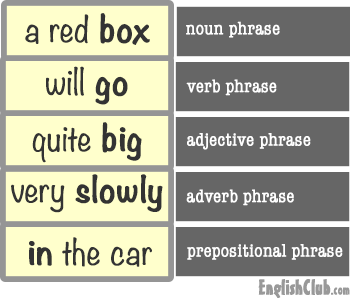 a red box noun phrase
will go verb phrase
quite big adjective phrase
very slowly adverb phrase
in the car prepositional phrase
EnglishClub.com